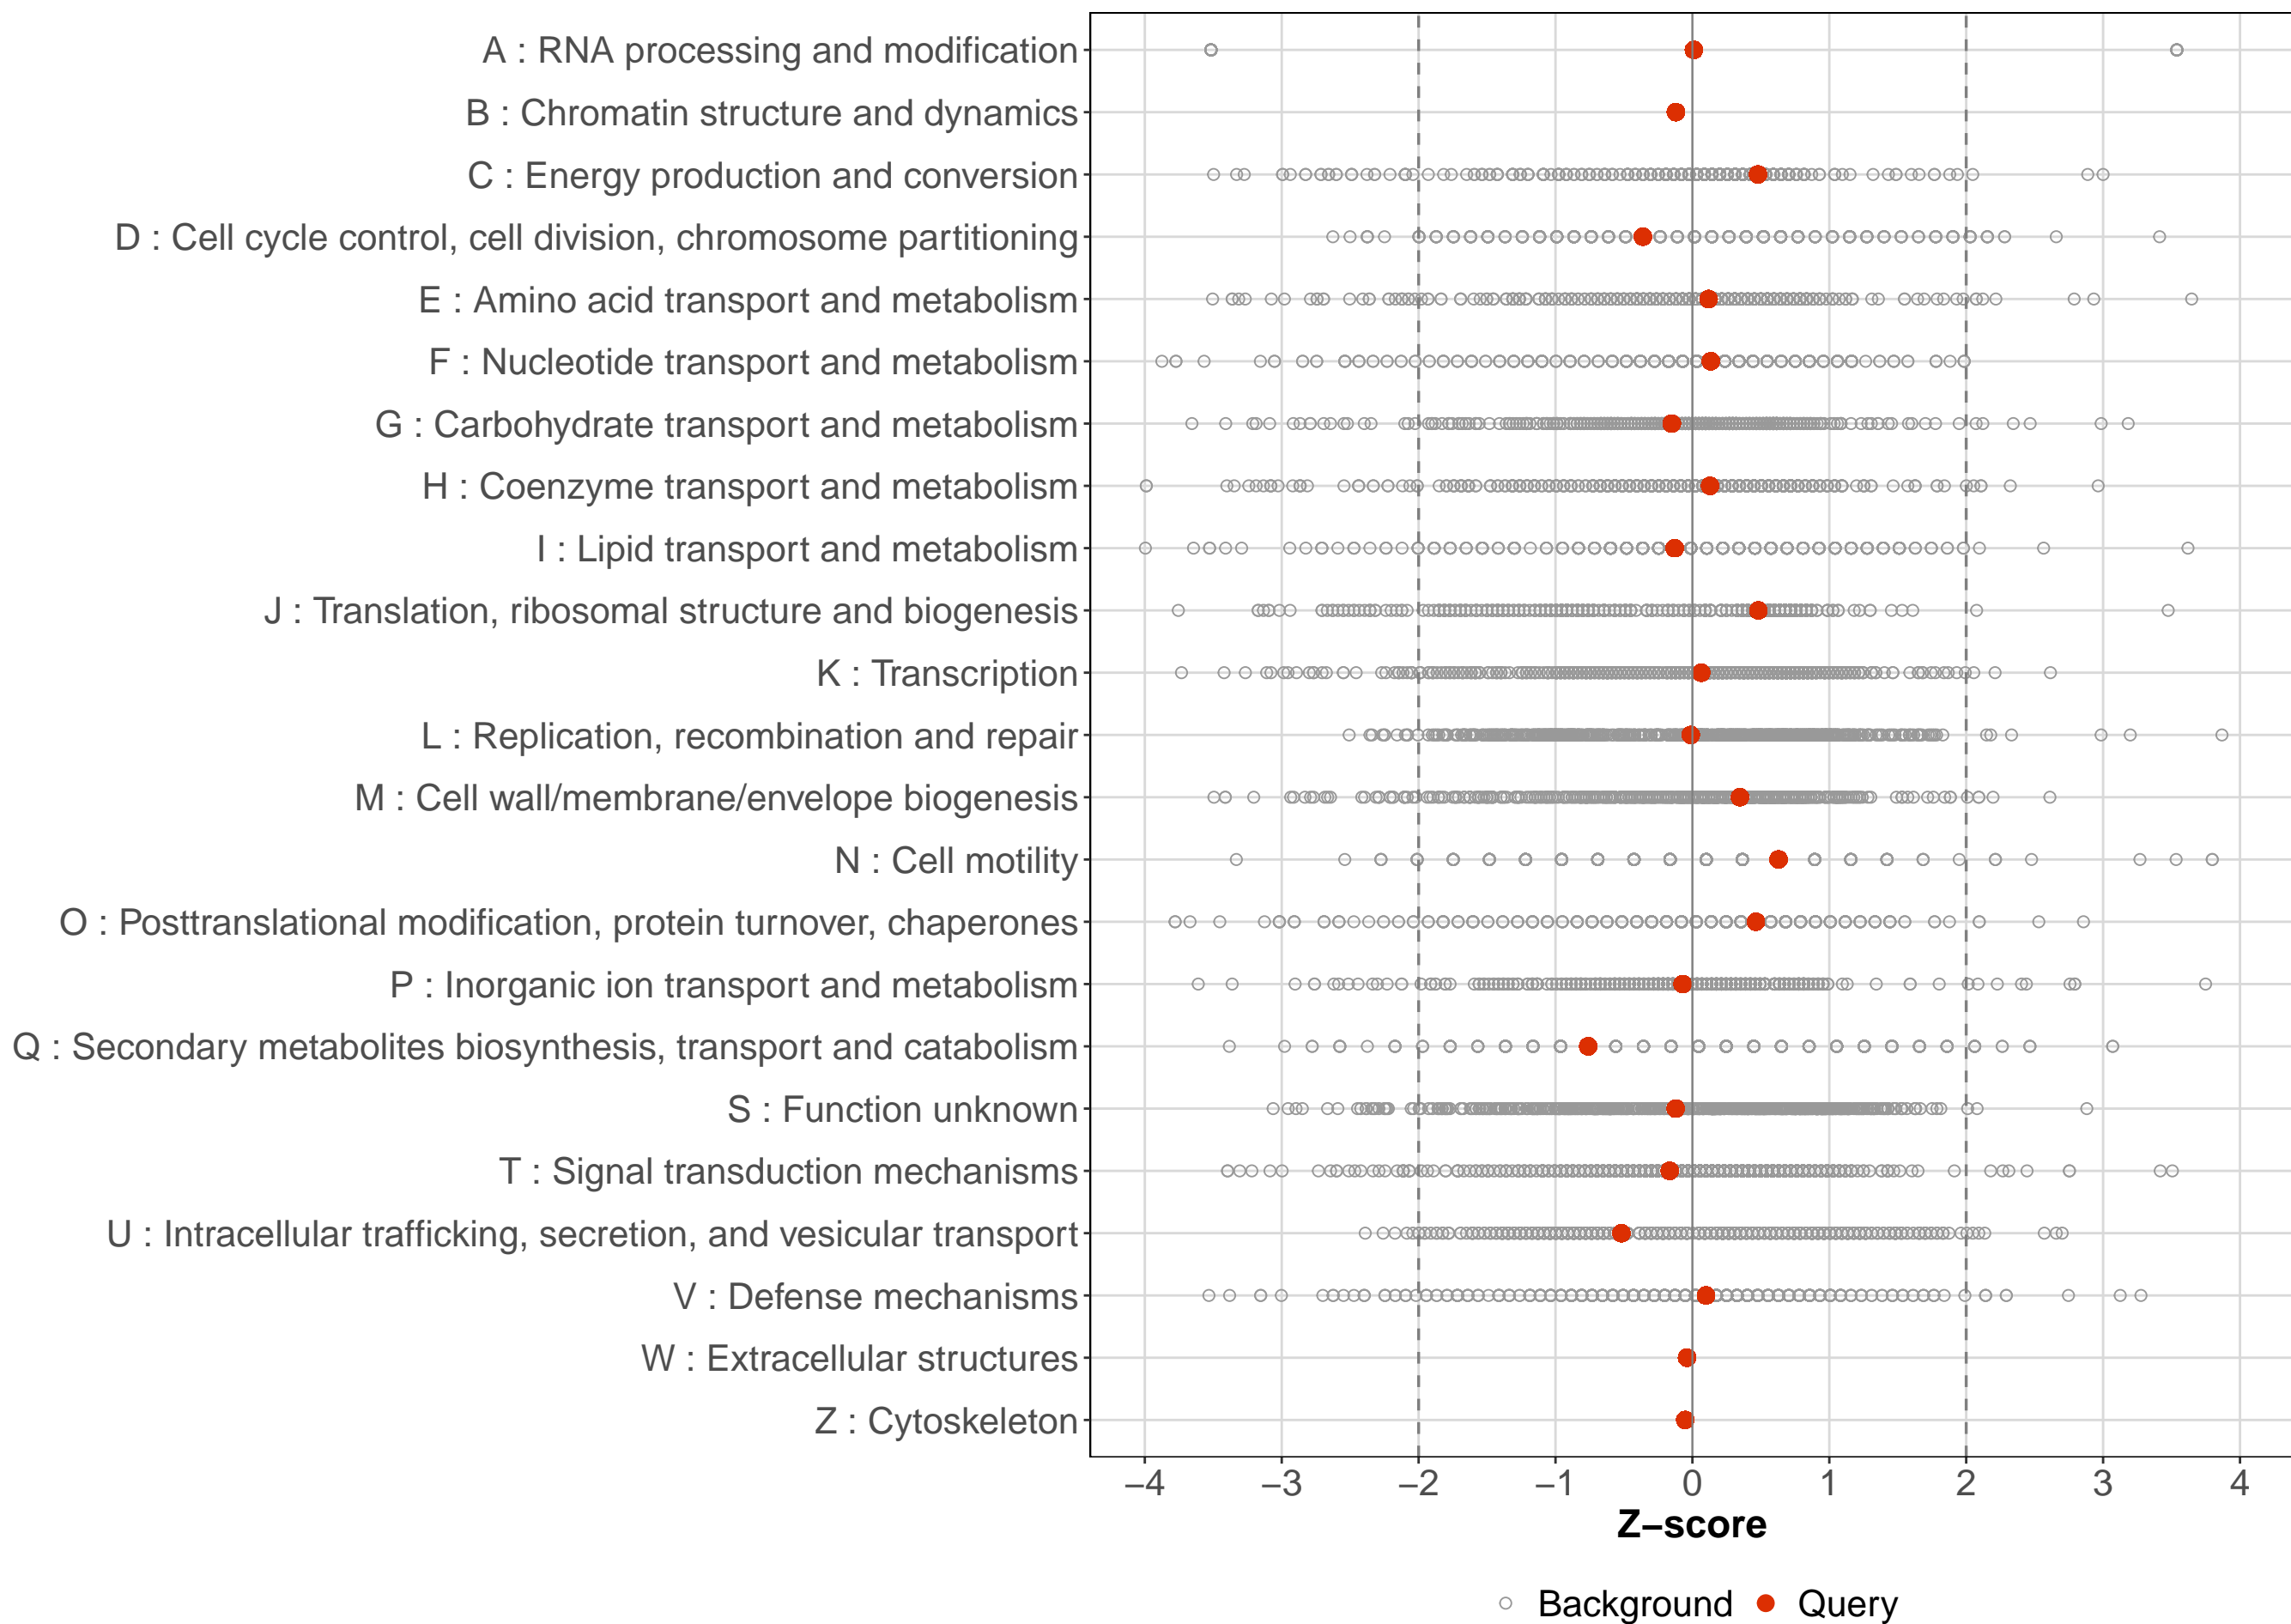 A : RNA processing and modification
B : Chromatin structure and dynamics
C : Energy production and conversion
D : Cell cycle control, cell division, chromosome partitioning
E : Amino acid transport and metabolism
F : Nucleotide transport and metabolism
G : Carbohydrate transport and metabolism
H : Coenzyme transport and metabolism
I : Lipid transport and metabolism
J : Translation, ribosomal structure and biogenesis
K : Transcription
L : Replication, recombination and repair
M : Cell wall/membrane/envelope biogenesis
N : Cell motility
O : Posttranslational modification, protein turnover, chaperones
P : Inorganic ion transport and metabolism
Q : Secondary metabolites biosynthesis, transport and catabolism
S : Function unknown
T : Signal transduction mechanisms
U : Intracellular trafficking, secretion, and vesicular transport
V : Defense mechanisms
W : Extracellular structures
Z : Cytoskeleton
−4 −3 −2 −1 0 1 2 3 4
Z−score
Background Query